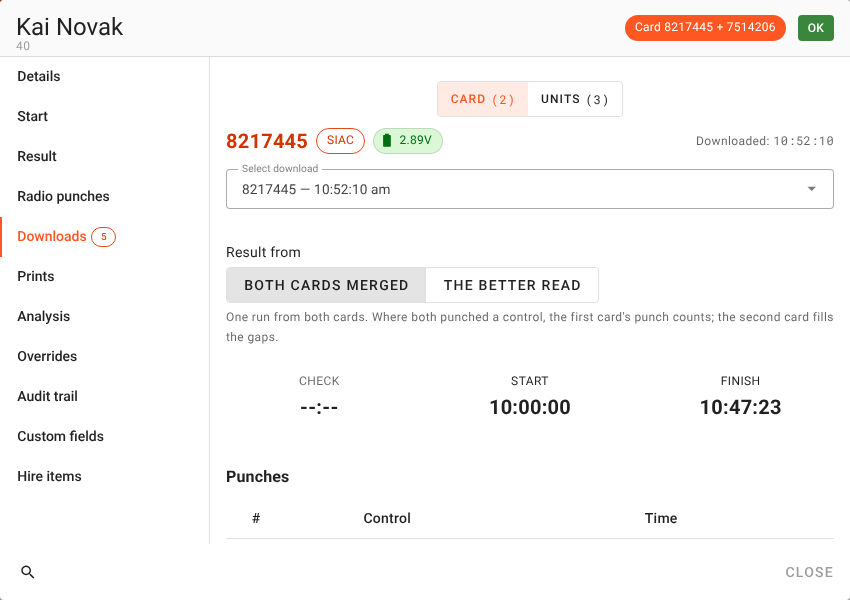 Kai Novak
40
Card 8217445 + 7514206
OK
Details
Start
Result
Radio punches
Downloads 5
Prints
Analysis
Overrides
Audit trail
Custom fields
Hire items
CARD (2)
UNITS (3)
8217445 SIAC 2.89V
Downloaded: 10:52:10
Select download
8217445 — 10:52:10 am
Result from
BOTH CARDS MERGED
THE BETTER READ
One run from both cards. Where both punched a control, the first card's punch counts; the second card fills
the gaps.
CHECK START FINISH
--:-- 10:00:00 10:47:23
Punches
# Control Time
CLOSE